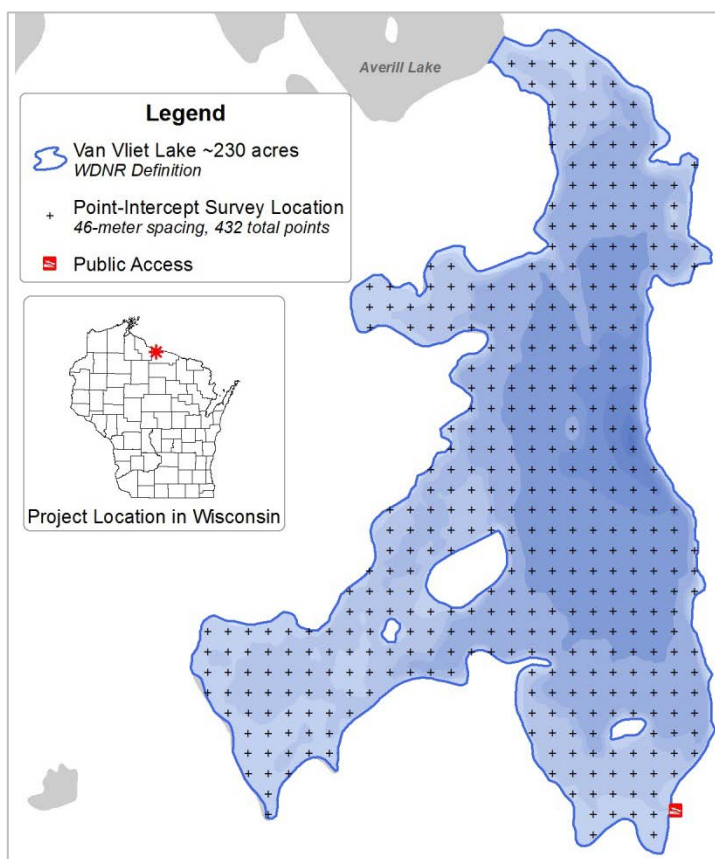 Averill Lake
Legend
Van Vliet Lake ~230 acres
WDNR Definition
Point-Intercept Survey Location
46-meter spacing, 432 total points
Public Access
Project Location in Wisconsin